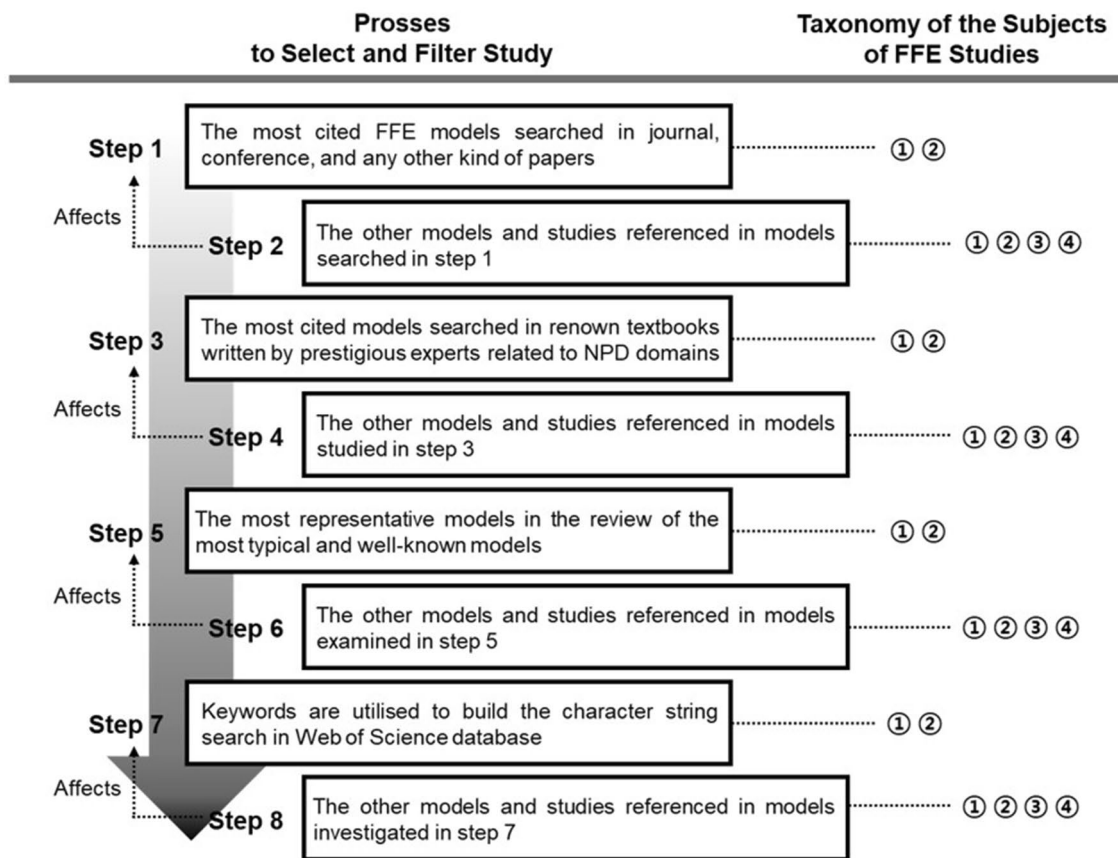 Prosses
to Select and Filter Study
Taxonomy of the Subjects
of FFE Studies
Step 1
The most cited FFE models searched in journal,
conference, and any other kind of papers
① ②
Affects
Step 2
The other models and studies referenced in models
searched in step 1
① ② ③ ④
Step 3
The most cited models searched in renown textbooks
written by prestigious experts related to NPD domains
① ②
Affects
Step 4
The other models and studies referenced in models
studied in step 3
① ② ③ ④
Step 5
The most representative models in the review of the
most typical and well-known models
① ②
Affects
Step 6
The other models and studies referenced in models
examined in step 5
① ② ③ ④
Step 7
Keywords are utilised to build the character string
search in Web of Science database
① ②
Affects
Step 8
The other models and studies referenced in models
investigated in step 7
① ② ③ ④